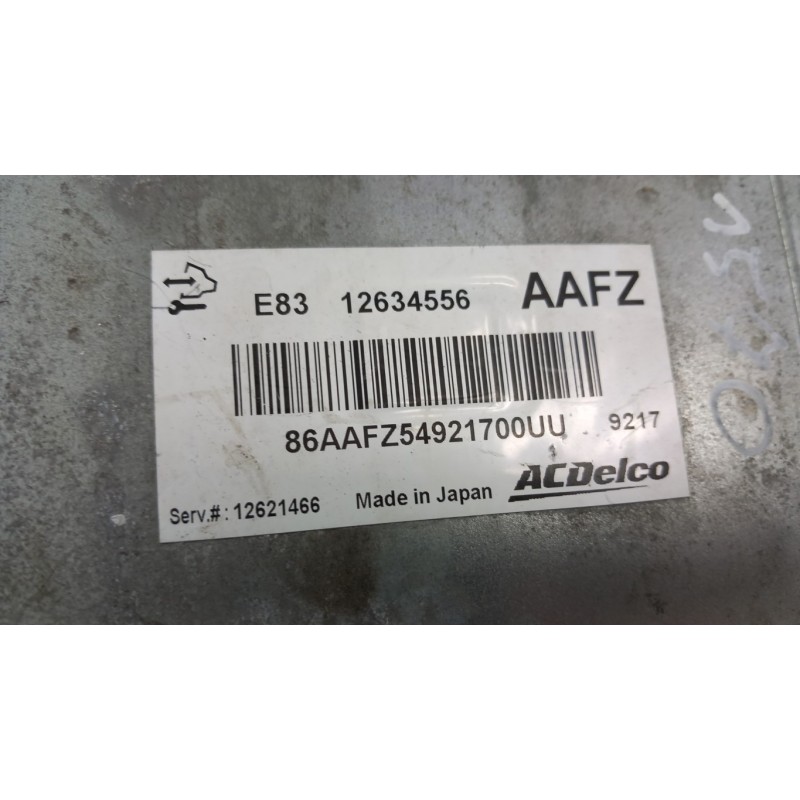 E83 12634556 AAFZ
86AAFZ54921700UU 9217
Serv.#: 12621466 Made in Japan ACDelco